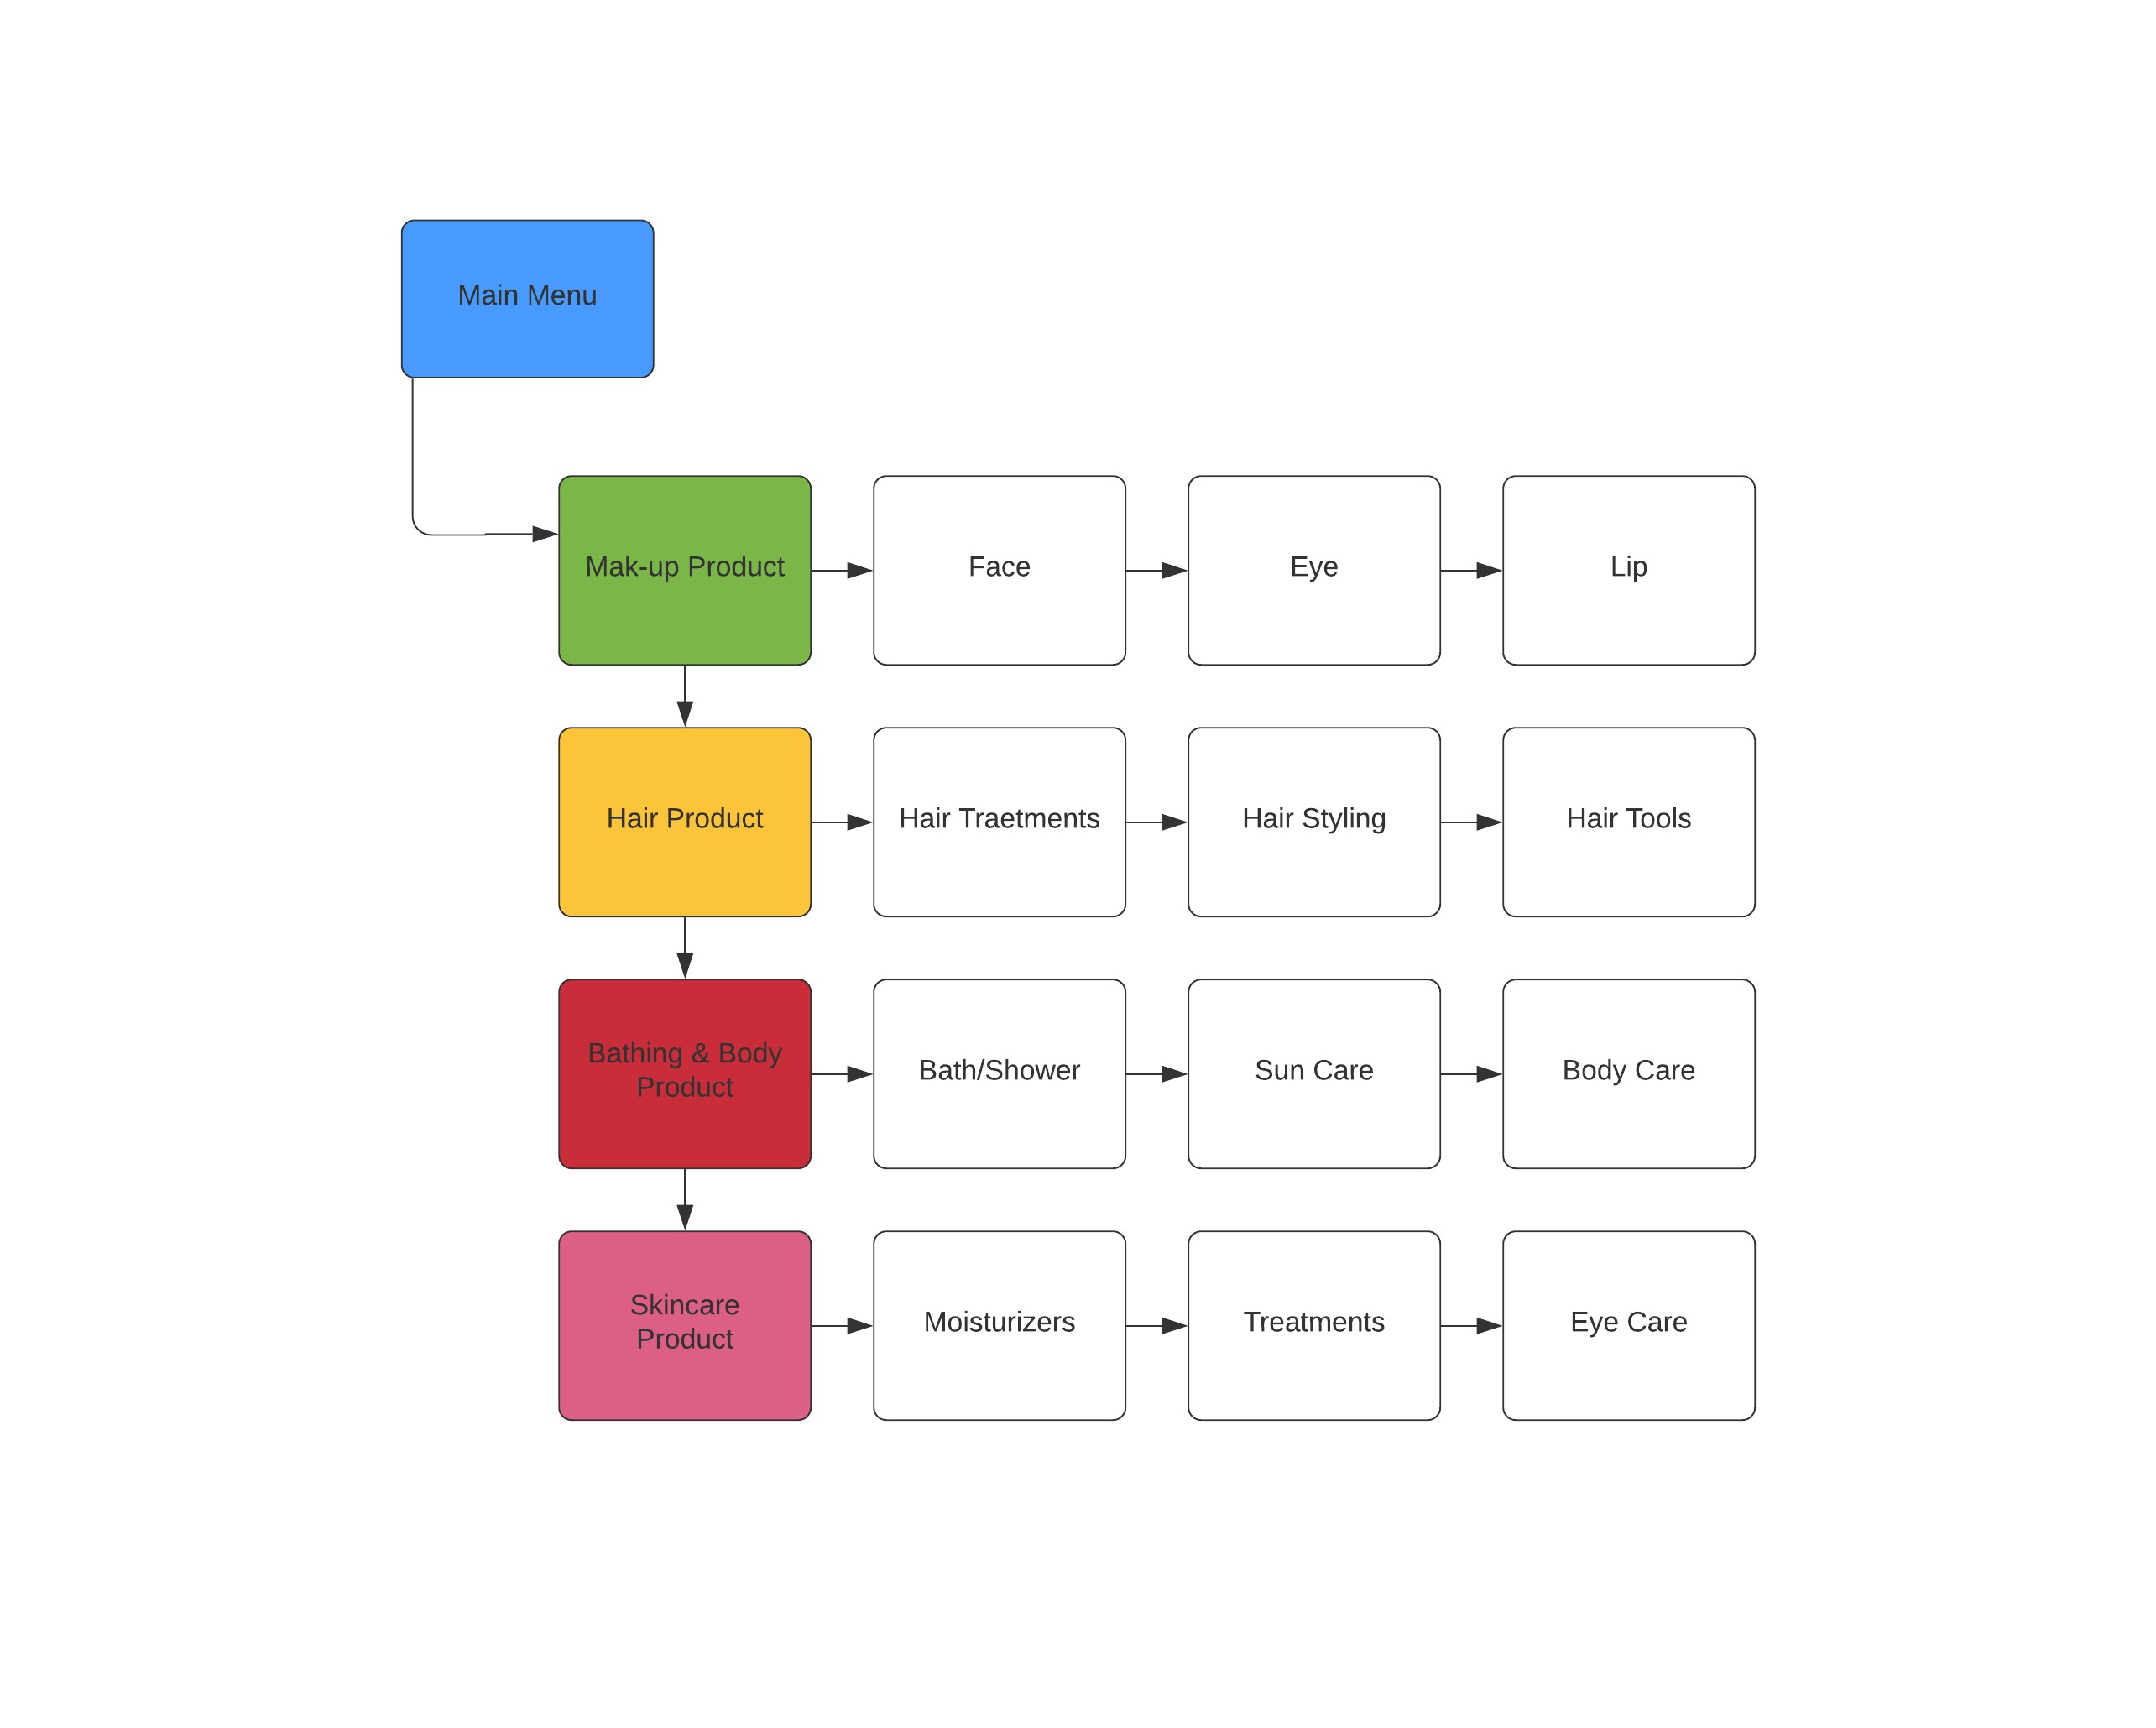 Main Menu
Mak-up Product
Face
Eye
Lip
Hair Product
Hair Traetments
Hair Styling
Hair Tools
Bathing & Body
Product
Bath/Shower
Sun Care
Body Care
Skincare
Product
Moisturizers
Treatments
Eye Care